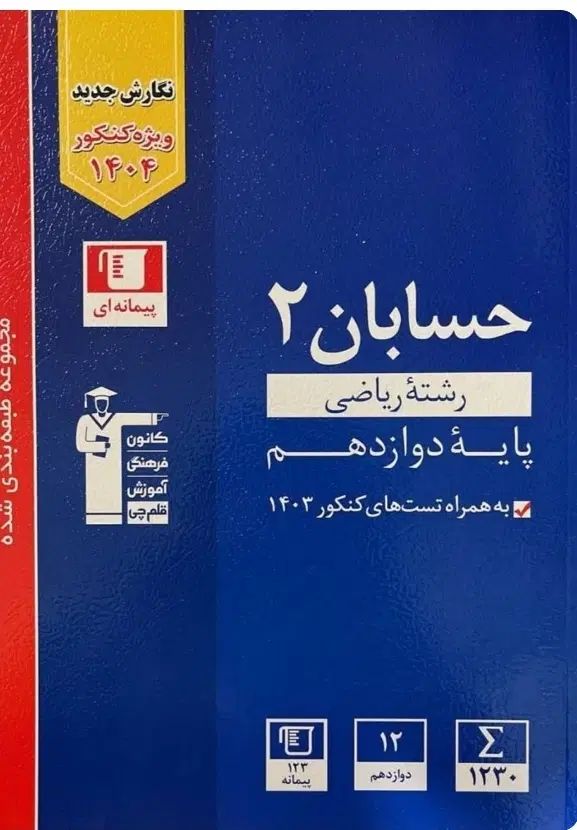 نگارش جدید
ویژه کنکور
۱۴۰۴
پیمانه‌ای
حسابان ۲
رشتهٔ ریاضی
پایهٔ دوازدهم
به همراه تست‌های کنکور ۱۴۰۳
کانون
فرهنگی
آموزش
قلم‌چی
مجموعه طبقه‌بندی شده
Σ
۱۲۳۰
۱۲
دوازدهم
۱۲۳
پیمانه